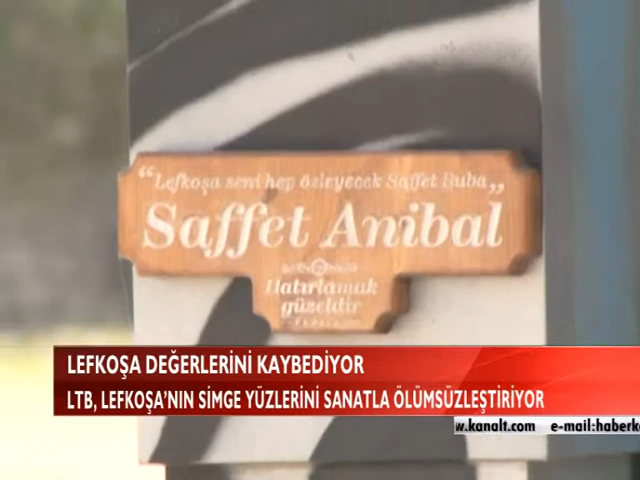 “Lefkoşa seni hep özleyecek Saffet Buba„
Saffet Anibal
Hatırlamak
güzeldir
LEFKOŞA DEĞERLERİNİ KAYBEDİYOR
LTB, LEFKOŞA’NIN SİMGE YÜZLERİNİ SANATLA ÖLÜMSÜZLEŞTİRİYOR
w.kanalt.com e-mail:haberk